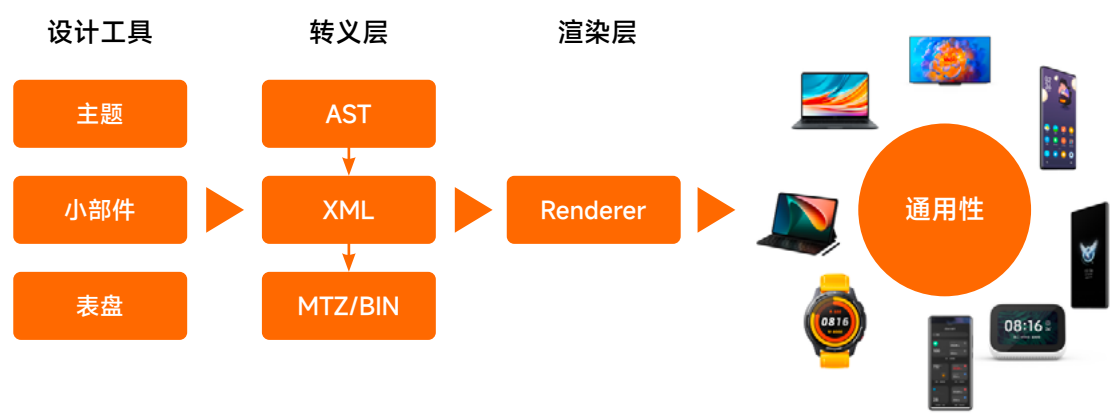 设计工具
转义层
渲染层
主题
AST
小部件
XML
Renderer
通用性
表盘
MTZ/BIN
0816
08:16